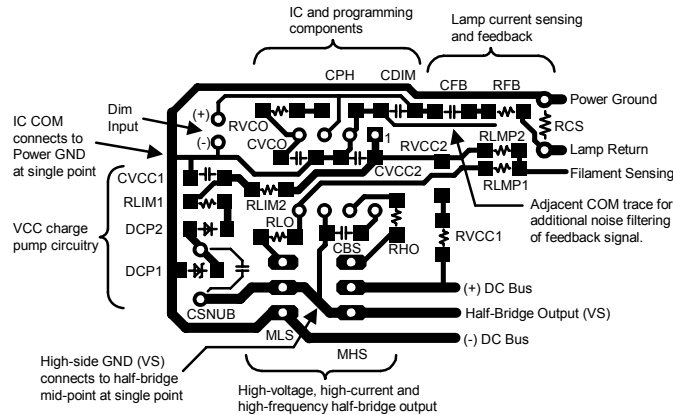 IC and programming
components
Lamp current sensing
and feedback
CPH
CDIM
CFB
RFB
Power Ground
(+)
IC COM
connects to
Power GND
at single point
Dim
Input
(-)
RVCO
CVCO
1
RVCC2
RLMP2
RCS
Lamp Return
CVCC1
CVCC2
RLMP1
Filament Sensing
RLIM1
RLIM2
Adjacent COM trace for
additional noise filtering
of feedback signal.
VCC charge
pump circuitry
DCP2
RLO
CBS
RHO
RVCC1
DCP1
CSNUB
(+) DC Bus
Half-Bridge Output (VS)
MLS
(-) DC Bus
MHS
High-side GND (VS)
connects to half-bridge
mid-point at single point
High-voltage, high-current and
high-frequency half-bridge output